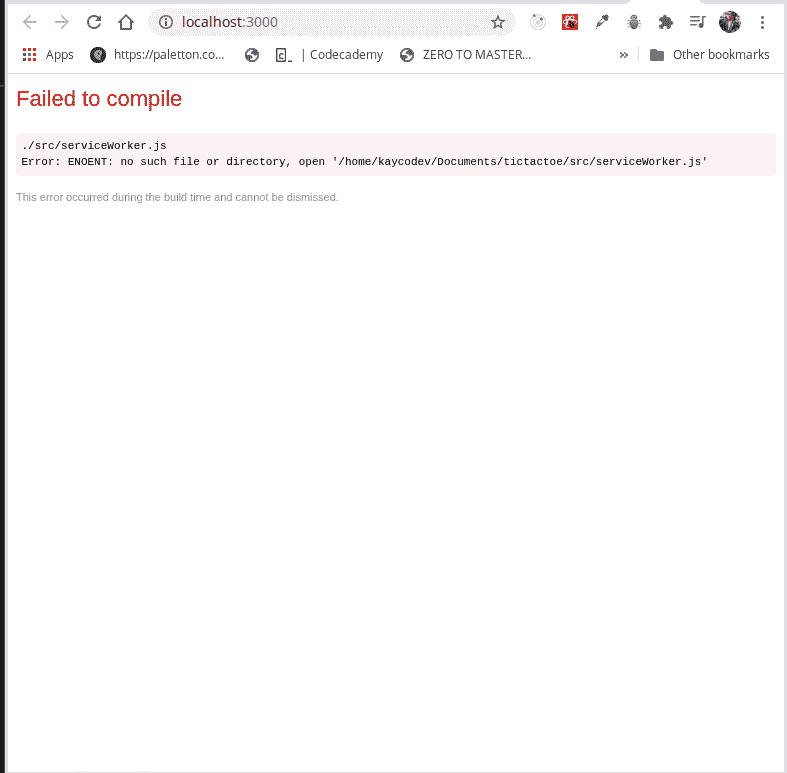 localhost:3000
Apps https://paletton.co... | Codecademy ZERO TO MASTER... » Other bookmarks
Failed to compile
./src/serviceWorker.js
Error: ENOENT: no such file or directory, open '/home/kaycodev/Documents/tictactoe/src/serviceWorker.js'
This error occurred during the build time and cannot be dismissed.